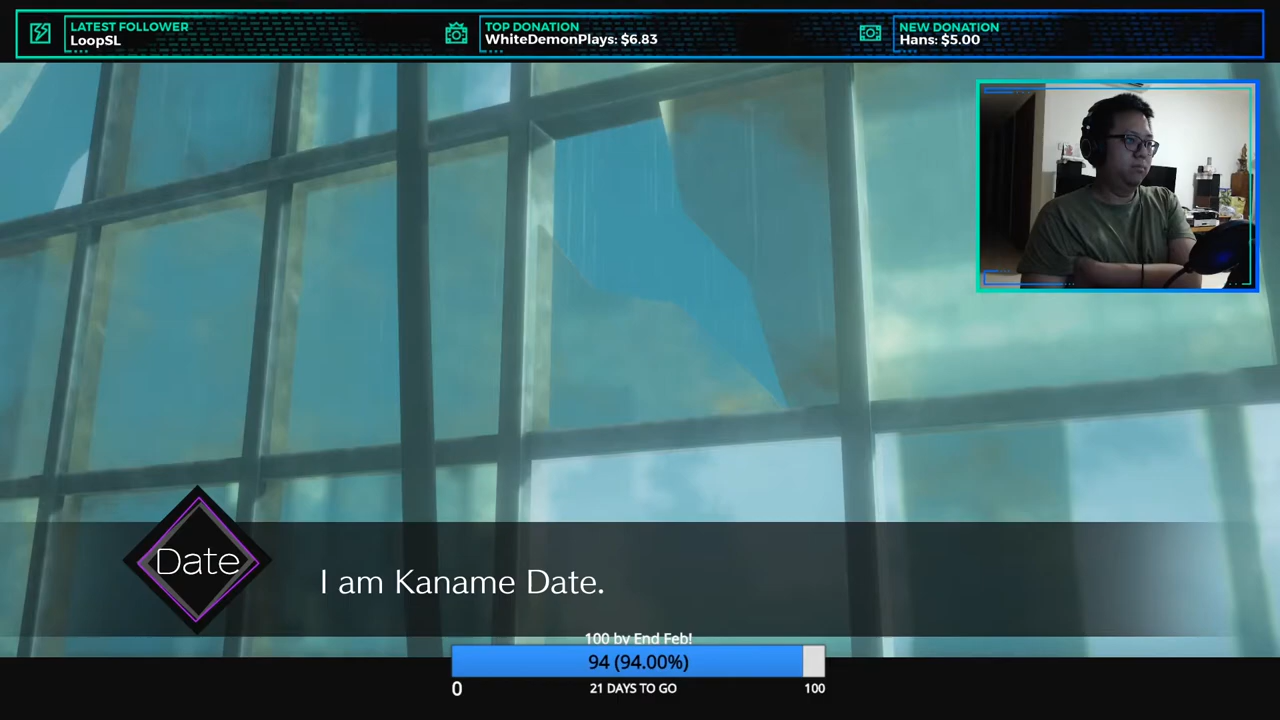 LATEST FOLLOWER
LoopSL
TOP DONATION
WhiteDemonPlays: $6.83
NEW DONATION
Hans: $5.00
Date
I am Kaname Date.
100 by End Feb!
94 (94.00%)
0
21 DAYS TO GO
100